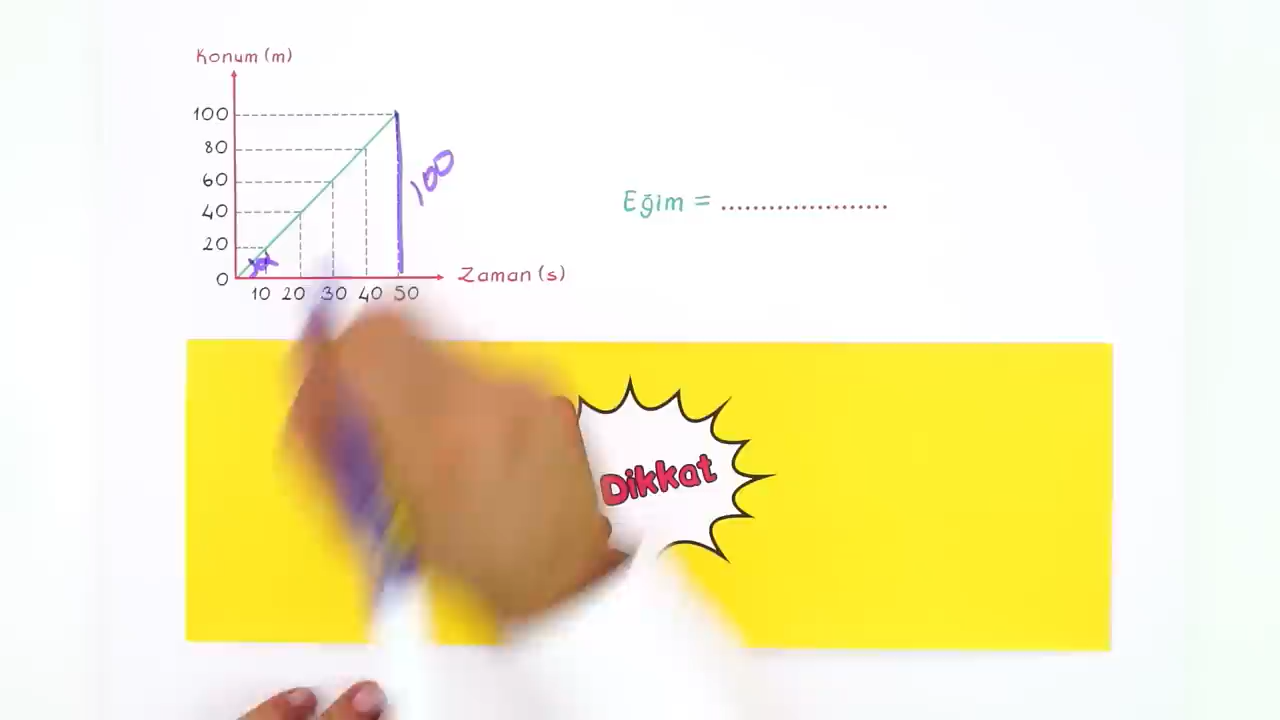 Konum (m)
100
80
60
40
20
0
10 20 30 40 50
Zaman (s)
100
α
Eğim = ......................
Dikkat